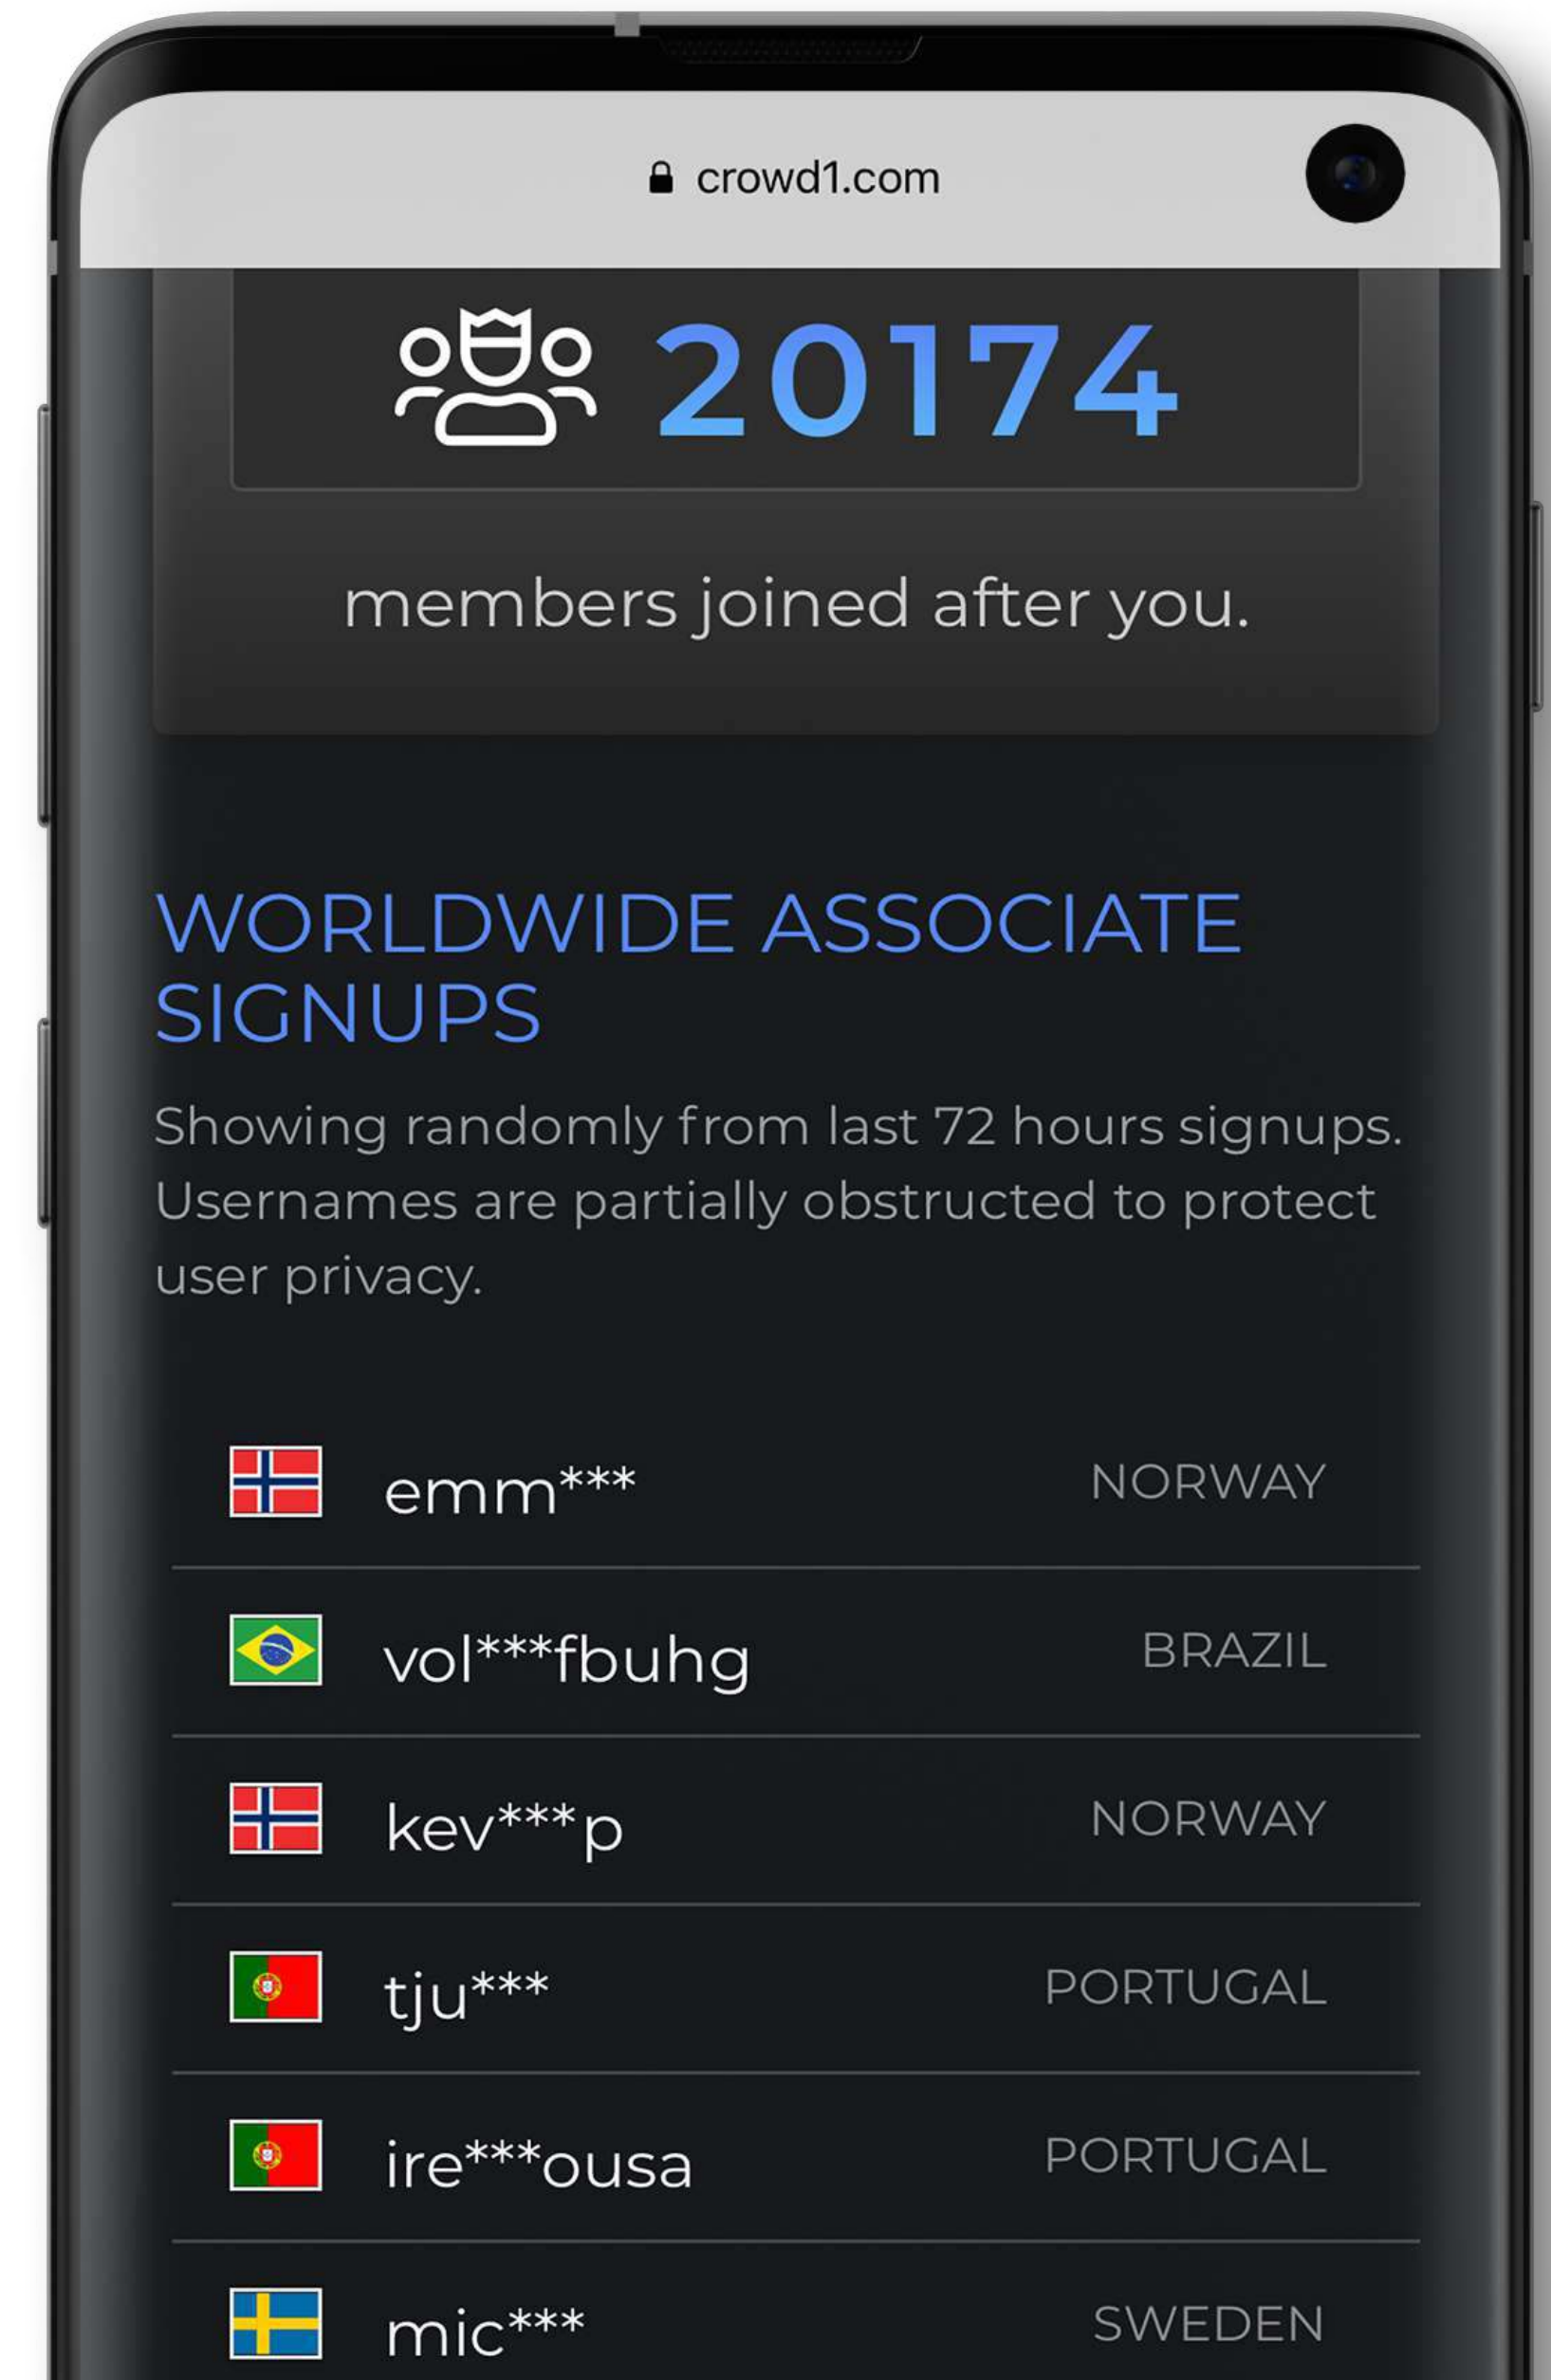 crowd1.com
20174
members joined after you.
WORLDWIDE ASSOCIATE
SIGNUPS
Showing randomly from last 72 hours signups.
Usernames are partially obstructed to protect
user privacy.
emm*** NORWAY
vol***fbuhg BRAZIL
kev***p NORWAY
tju*** PORTUGAL
ire***ousa PORTUGAL
mic*** SWEDEN